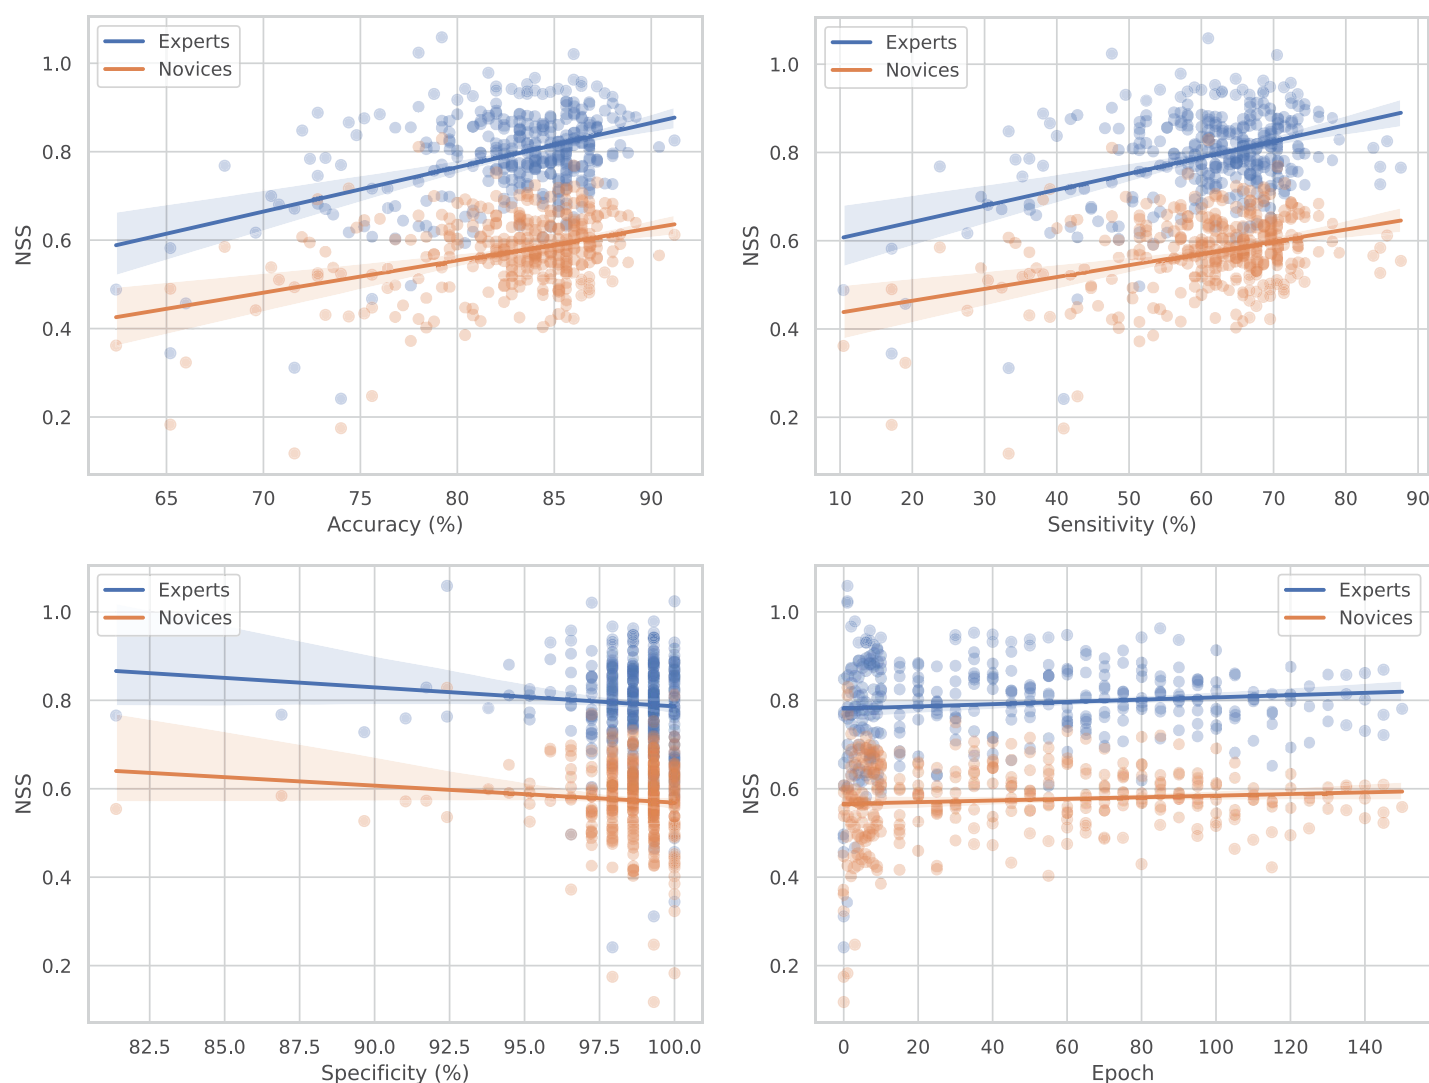 Experts
Novices
1.0
0.8
0.6
0.4
0.2
NSS
65 70 75 80 85 90
Accuracy (%)
Experts
Novices
1.0
0.8
0.6
0.4
0.2
NSS
10 20 30 40 50 60 70 80 90
Sensitivity (%)
Experts
Novices
1.0
0.8
0.6
0.4
0.2
NSS
82.5 85.0 87.5 90.0 92.5 95.0 97.5 100.0
Specificity (%)
Experts
Novices
1.0
0.8
0.6
0.4
0.2
NSS
0 20 40 60 80 100 120 140
Epoch